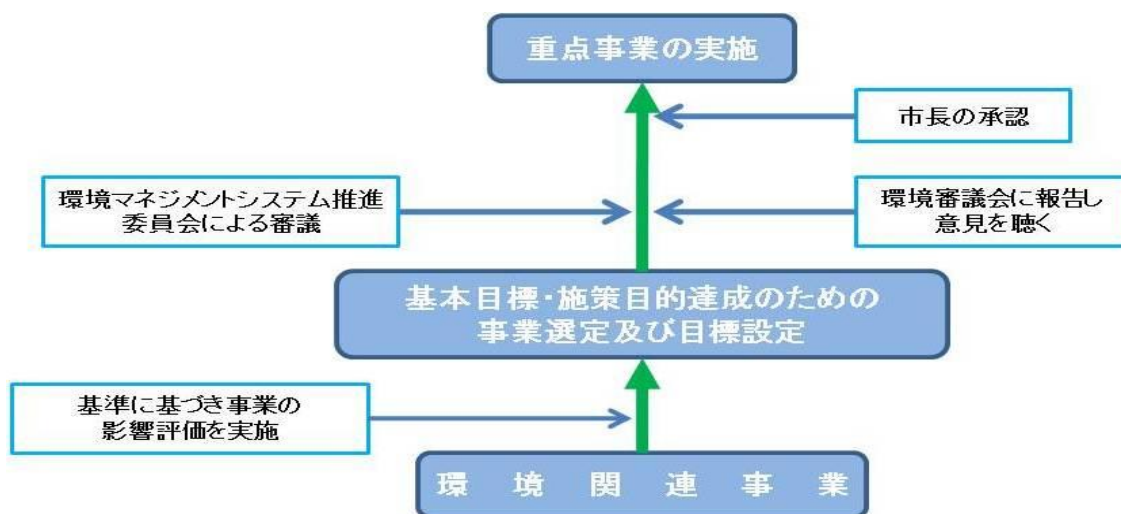 重点事業の実施
市長の承認
環境マネジメントシステム推進
委員会による審議
環境審議会に報告し
意見を聴く
基本目標・施策目的達成のための
事業選定及び目標設定
基準に基づき事業の
影響評価を実施
環境関連事業